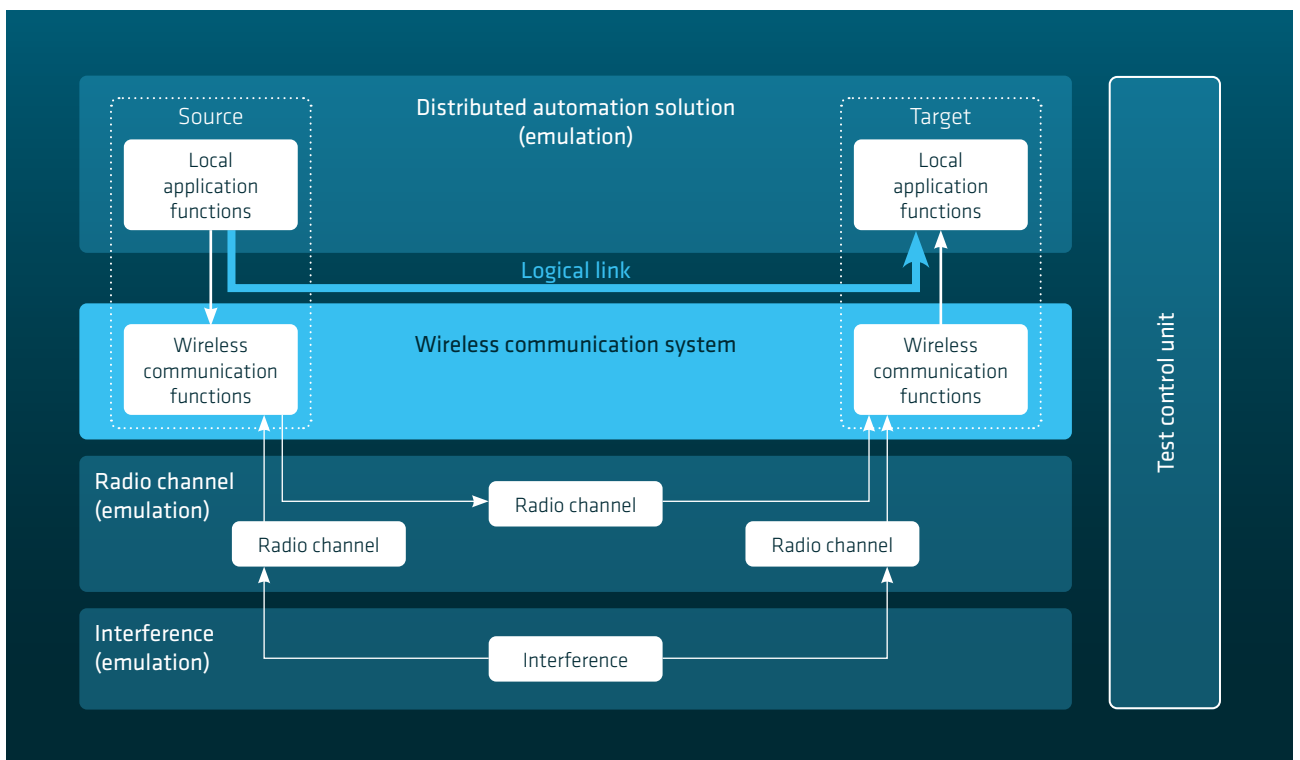 Distributed automation solution
(emulation)
Source
Local
application
functions
Target
Local
application
functions
Logical link
Wireless communication system
Wireless
communication
functions
Wireless
communication
functions
Radio channel
(emulation)
Radio channel
Radio channel
Radio channel
Interference
(emulation)
Interference
Test control unit